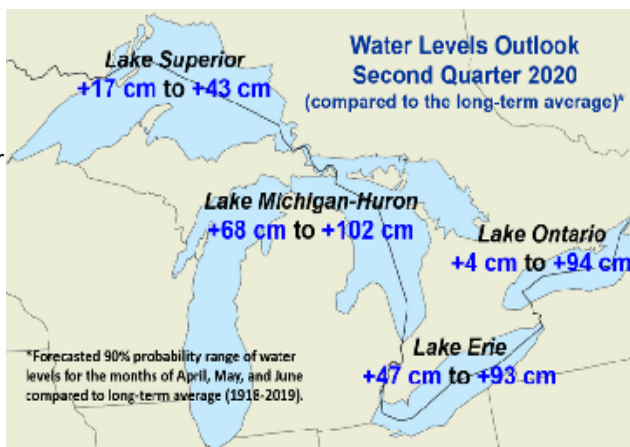 Water Levels Outlook
Second Quarter 2020
(compared to the long-term average)*
Lake Superior
+17 cm to +43 cm
Lake Michigan-Huron
+68 cm to +102 cm
Lake Ontario
+4 cm to +94 cm
Lake Erie
+47 cm to +93 cm
*Forecasted 90% probability range of water
levels for the months of April, May, and June
compared to long-term average (1918-2019).